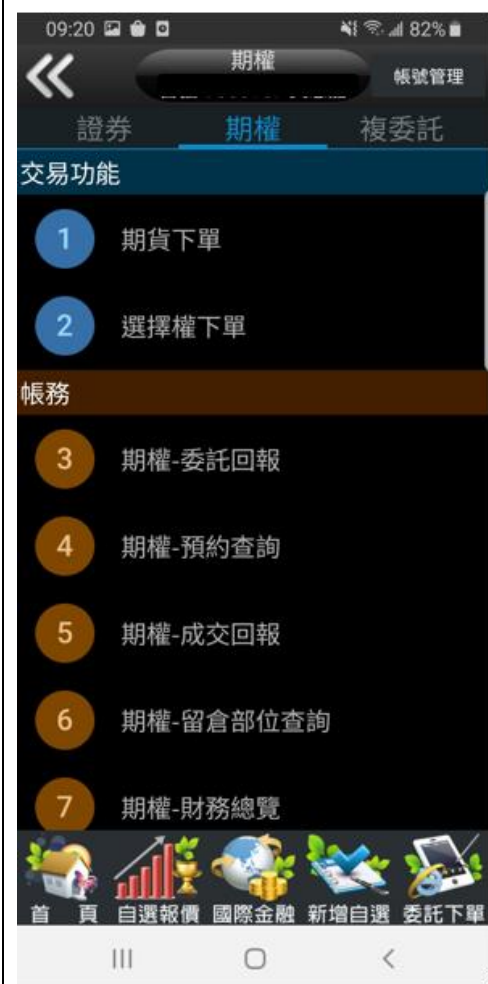 09:20 82%
期權
帳號管理
證券 期權 複委託
交易功能
1 期貨下單
2 選擇權下單
帳務
3 期權-委託回報
4 期權-預約查詢
5 期權-成交回報
6 期權-留倉部位查詢
7 期權-財務總覽
首 頁 自選報價 國際金融 新增自選 委託下單